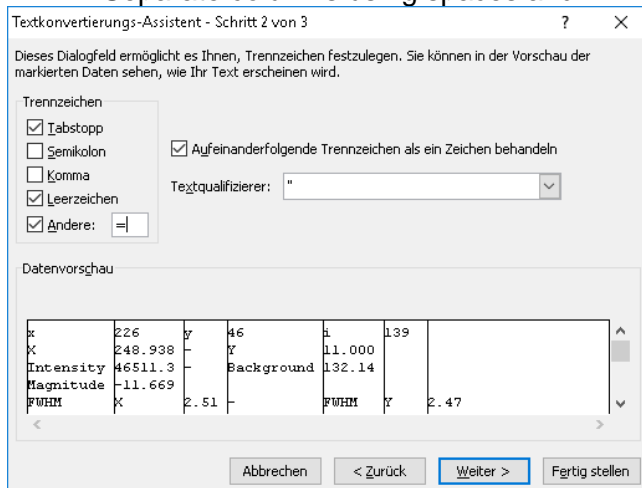 Textkonvertierungs-Assistent - Schritt 2 von 3 ? ×
Dieses Dialogfeld ermöglicht es Ihnen, Trennzeichen festzulegen. Sie können in der Vorschau der
markierten Daten sehen, wie Ihr Text erscheinen wird.
Trennzeichen
Tabstopp
Semikolon
Komma
Leerzeichen
Andere: =
Aufeinanderfolgende Trennzeichen als ein Zeichen behandeln
Textqualifizierer: "
Datenvorschau
x 226 y 46 i 139
X 248.938 - Y 11.000
Intensity 46511.3 - Background 132.14
Magnitude -11.669
FWHM X 2.51 - FWHM Y 2.47
Abbrechen < Zurück Weiter > Fertig stellen